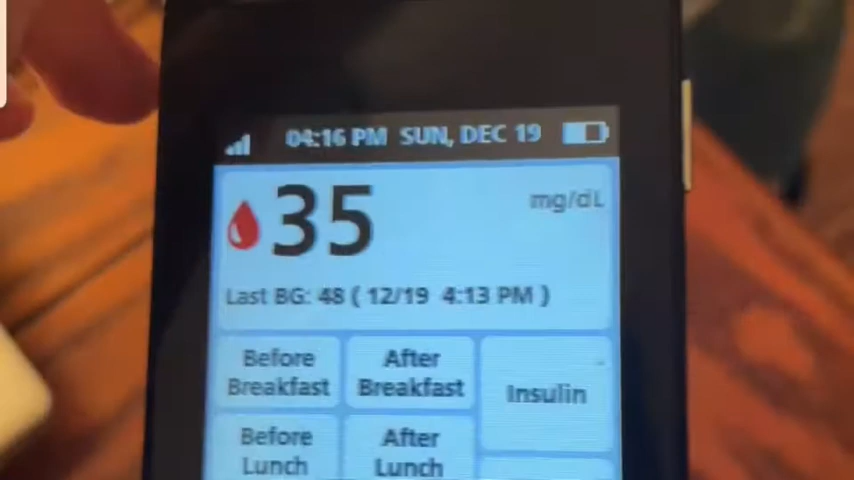 04:16 PM SUN, DEC 19
35 mg/dL
Last BG: 48 ( 12/19 4:13 PM )
Before Breakfast
After Breakfast
Insulin
Before Lunch
After Lunch